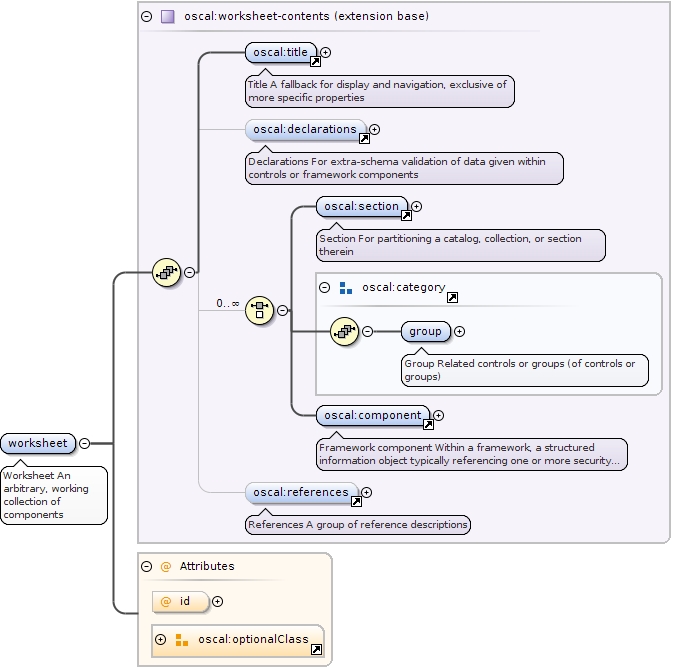 oscal:worksheet-contents (extension base)
oscal:title
Title A fallback for display and navigation, exclusive of
more specific properties
oscal:declarations
Declarations For extra-schema validation of data given within
controls or framework components
oscal:section
Section For partitioning a catalog, collection, or section
therein
0..∞
oscal:category
group
Group Related controls or groups (of controls or
groups)
oscal:component
Framework component Within a framework, a structured
information object typically referencing one or more security...
worksheet
Worksheet An
arbitrary, working
collection of
components
oscal:references
References A group of reference descriptions
@ Attributes
@ id
oscal:optionalClass